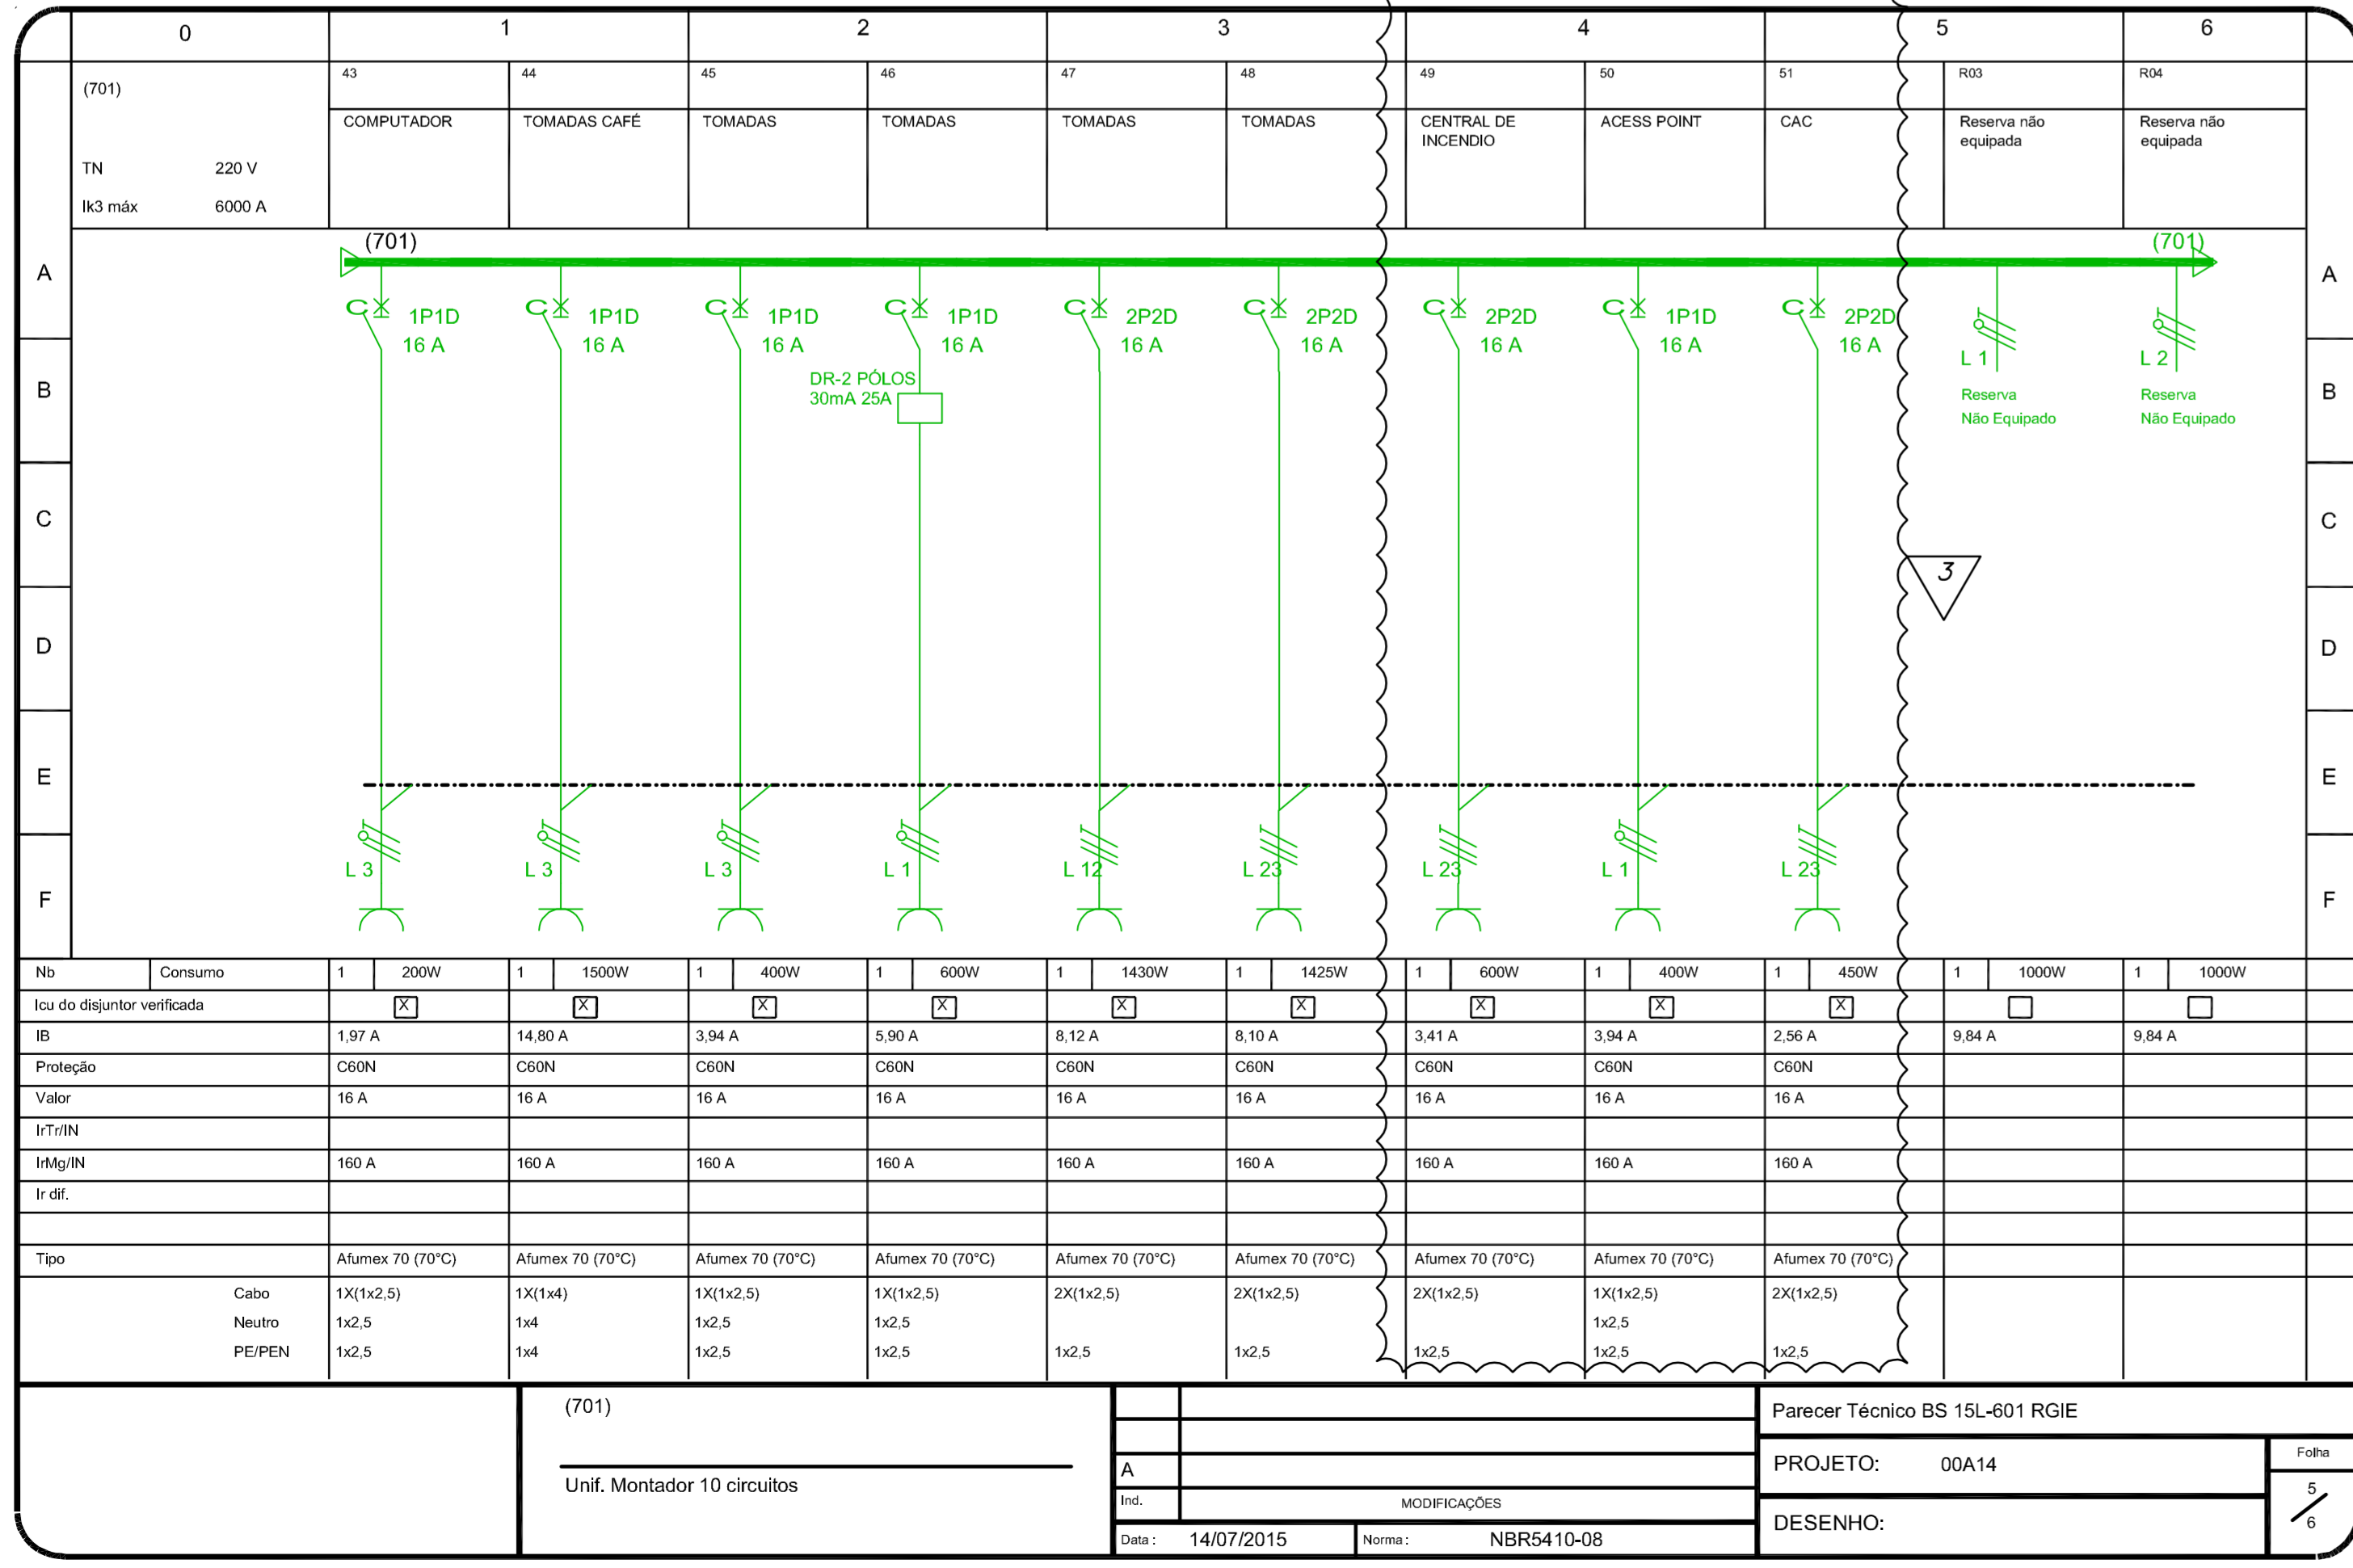 0 1 2 3 4 5 6
(701)
43 44 45 46 47 48 49 50 51 R03 R04
COMPUTADOR TOMADAS CAFÉ TOMADAS TOMADAS TOMADAS TOMADAS CENTRAL DE ACESS POINT CAC Reserva não Reserva não
INCENDIO equipada equipada
TN 220 V
Ik3 máx 6000 A
(701) (701)
A A
C 1P1D C 1P1D C 1P1D C 1P1D C 2P2D C 2P2D C 2P2D C 1P1D C 2P2D
16 A 16 A 16 A 16 A 16 A 16 A 16 A 16 A 16 A
L 1 L 2
DR-2 PÓLOS
30mA 25A
B Reserva Reserva B
Não Equipado Não Equipado
C C
3
D D
E E
L 3 L 3 L 3 L 1 L 12 L 23 L 23 L 1 L 23
F F
Nb Consumo 1 200W 1 1500W 1 400W 1 600W 1 1430W 1 1425W 1 600W 1 400W 1 450W 1 1000W 1 1000W
Icu do disjuntor verificada X X X X X X X X X
IB 1,97 A 14,80 A 3,94 A 5,90 A 8,12 A 8,10 A 3,41 A 3,94 A 2,56 A 9,84 A 9,84 A
Proteção C60N C60N C60N C60N C60N C60N C60N C60N C60N
Valor 16 A 16 A 16 A 16 A 16 A 16 A 16 A 16 A 16 A
IrTr/IN
IrMg/IN 160 A 160 A 160 A 160 A 160 A 160 A 160 A 160 A 160 A
Ir dif.
Tipo Afumex 70 (70°C) Afumex 70 (70°C) Afumex 70 (70°C) Afumex 70 (70°C) Afumex 70 (70°C) Afumex 70 (70°C) Afumex 70 (70°C) Afumex 70 (70°C) Afumex 70 (70°C)
Cabo 1X(1x2,5) 1X(1x4) 1X(1x2,5) 1X(1x2,5) 2X(1x2,5) 2X(1x2,5) 2X(1x2,5) 1X(1x2,5) 2X(1x2,5)
Neutro 1x2,5 1x4 1x2,5 1x2,5 1x2,5
PE/PEN 1x2,5 1x4 1x2,5 1x2,5 1x2,5 1x2,5 1x2,5 1x2,5 1x2,5
(701)
Unif. Montador 10 circuitos
A
Ind. MODIFICAÇÕES
Data : 14/07/2015 Norma : NBR5410-08
Parecer Técnico BS 15L-601 RGIE
PROJETO: 00A14
DESENHO:
Folha
5
6